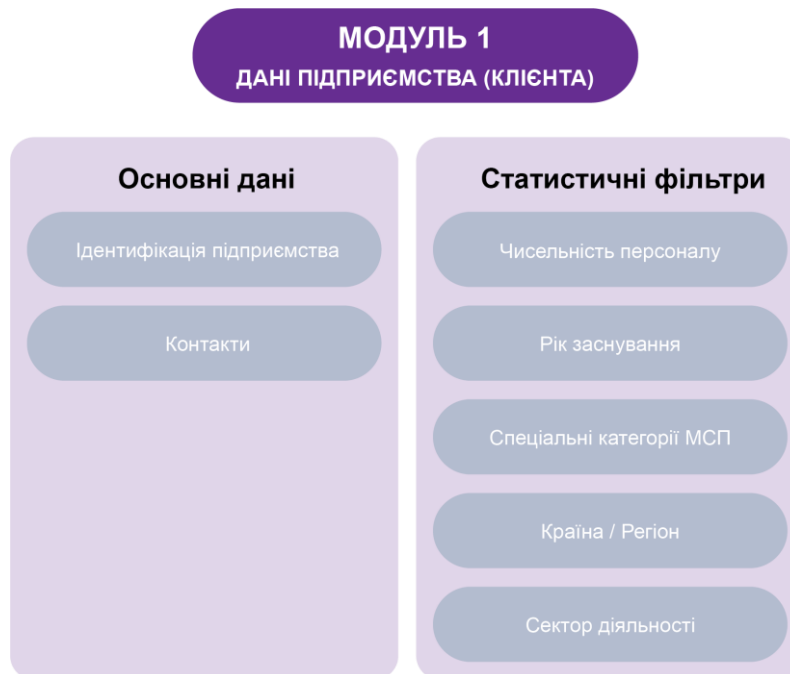 МОДУЛЬ 1
ДАНІ ПІДПРИЄМСТВА (КЛІЄНТА)
Основні дані
Ідентифікація підприємства
Контакти
Статистичні фільтри
Чисельність персоналу
Рік заснування
Спеціальні категорії МСП
Країна / Регіон
Сектор діяльності